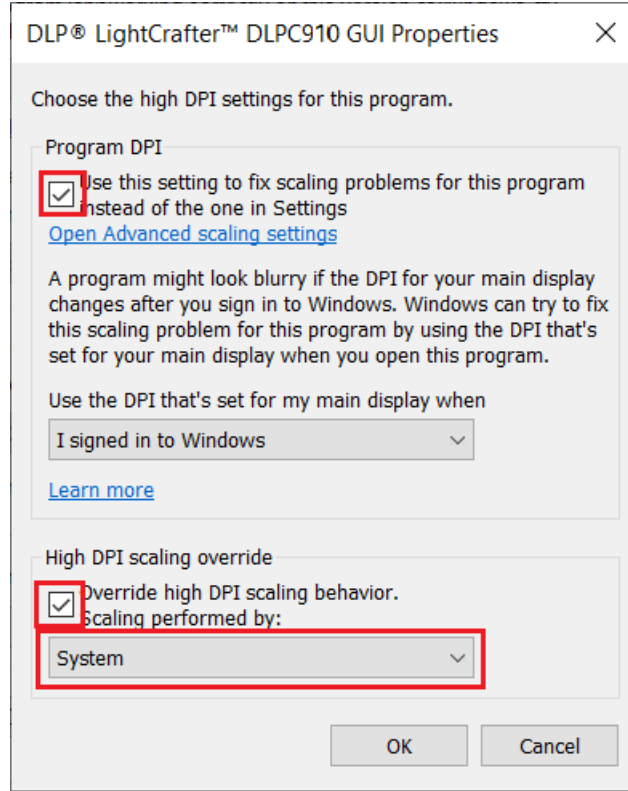 DLP® LightCrafter™ DLPC910 GUI Properties
Choose the high DPI settings for this program.
Program DPI
Use this setting to fix scaling problems for this program
instead of the one in Settings
Open Advanced scaling settings
A program might look blurry if the DPI for your main display
changes after you sign in to Windows. Windows can try to fix
this scaling problem for this program by using the DPI that's
set for your main display when you open this program.
Use the DPI that's set for my main display when
I signed in to Windows
Learn more
High DPI scaling override
Override high DPI scaling behavior.
Scaling performed by:
System
OK
Cancel